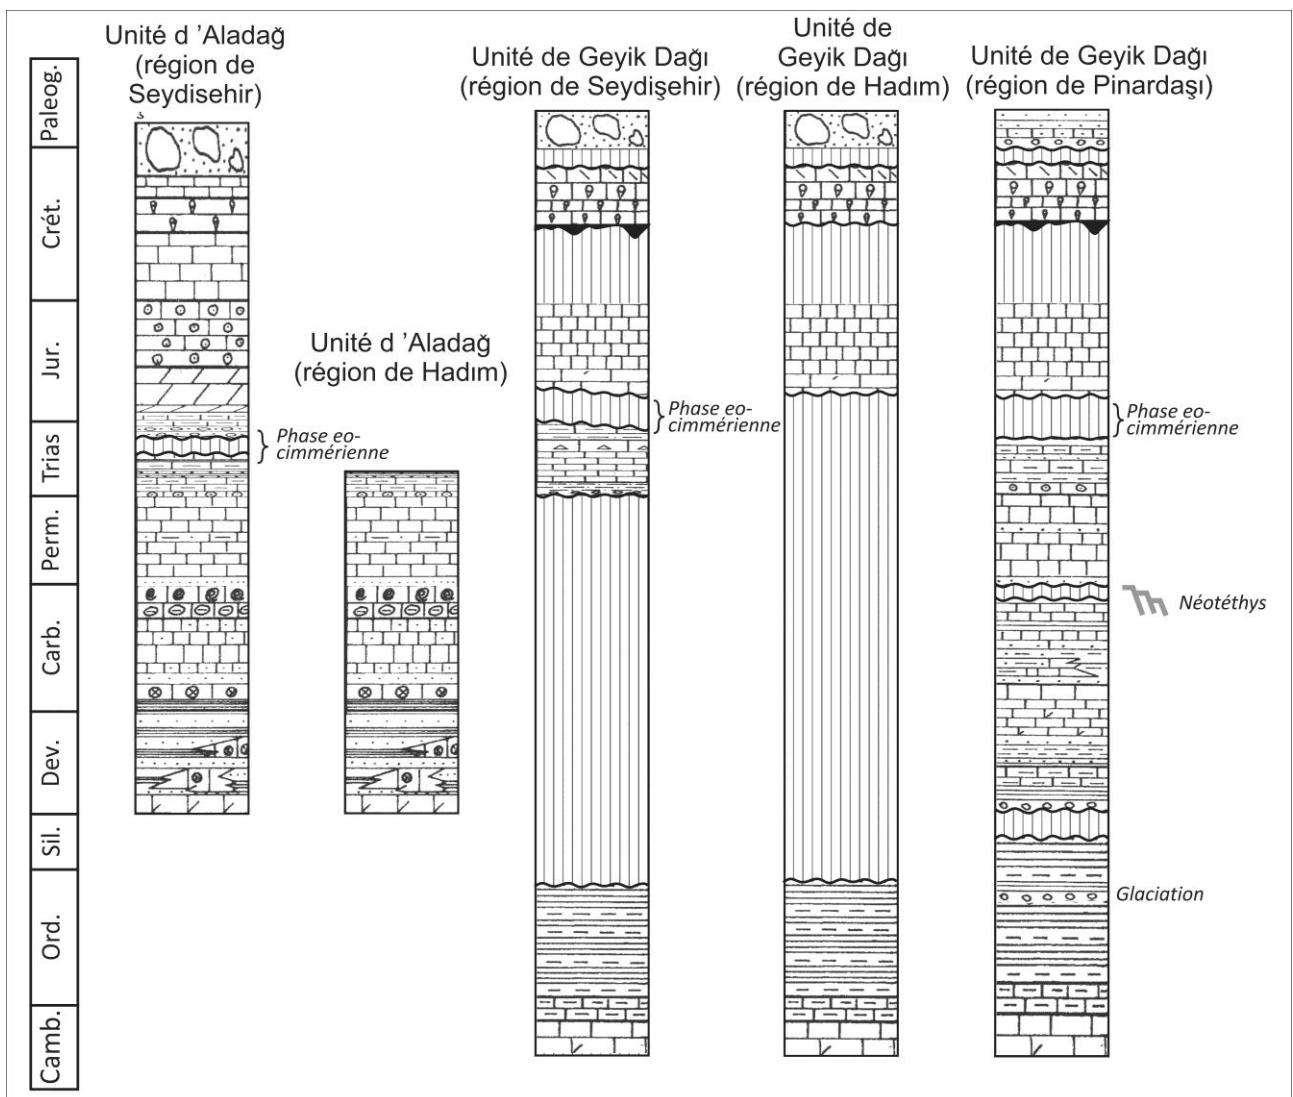 Unité d ’Aladağ
(région de
Seydisehir)
Unité d ’Aladağ
(région de Hadım)
Unité de Geyik Dağı
(région de Seydişehir)
Unité de
Geyik Dağı
(région de Hadım)
Unité de Geyik Dağı
(région de Pinardaşı)
Paleog.
Crét.
Jur.
Trias
Perm.
Carb.
Dev.
Sil.
Ord.
Camb.
Phase eo-
cimmérienne
Phase eo-
cimmérienne
Phase eo-
cimmérienne
Néotéthys
Glaciation